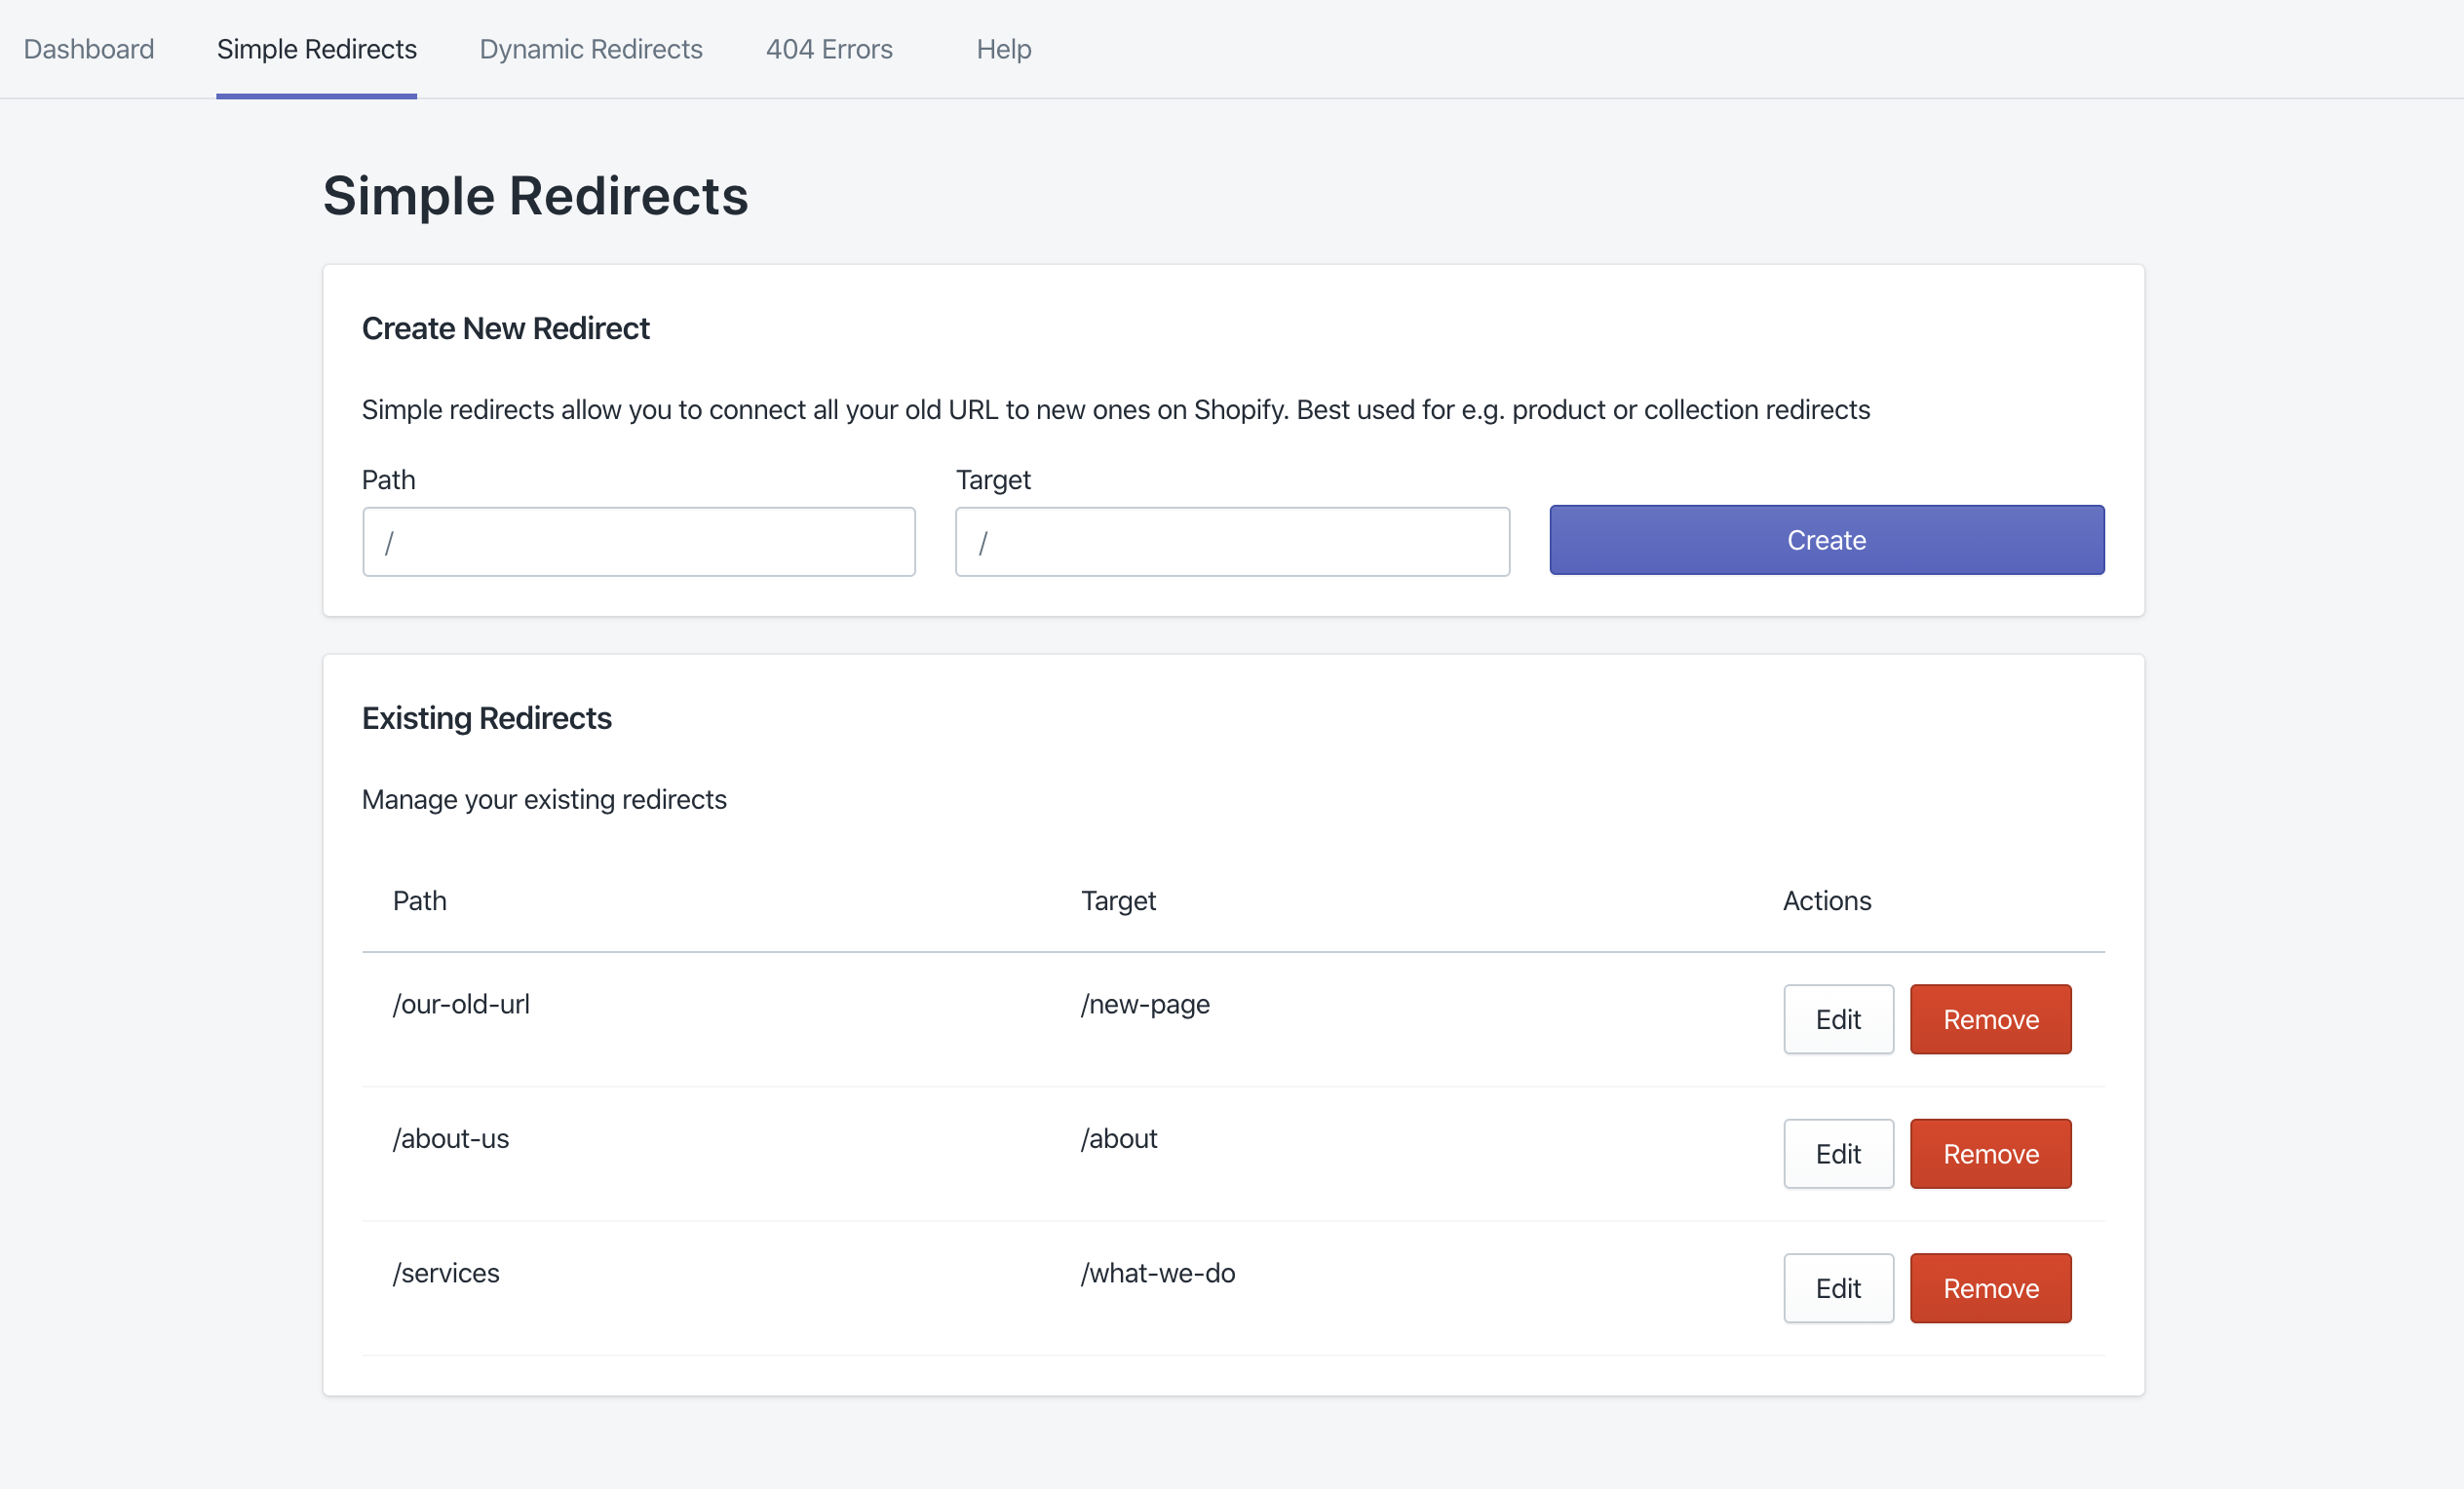 Dashboard Simple Redirects Dynamic Redirects 404 Errors Help
Simple Redirects
Create New Redirect
Simple redirects allow you to connect all your old URL to new ones on Shopify. Best used for e.g. product or collection redirects
Path Target
/ / Create
Existing Redirects
Manage your existing redirects
Path Target Actions
/our-old-url /new-page Edit Remove
/about-us /about Edit Remove
/services /what-we-do Edit Remove